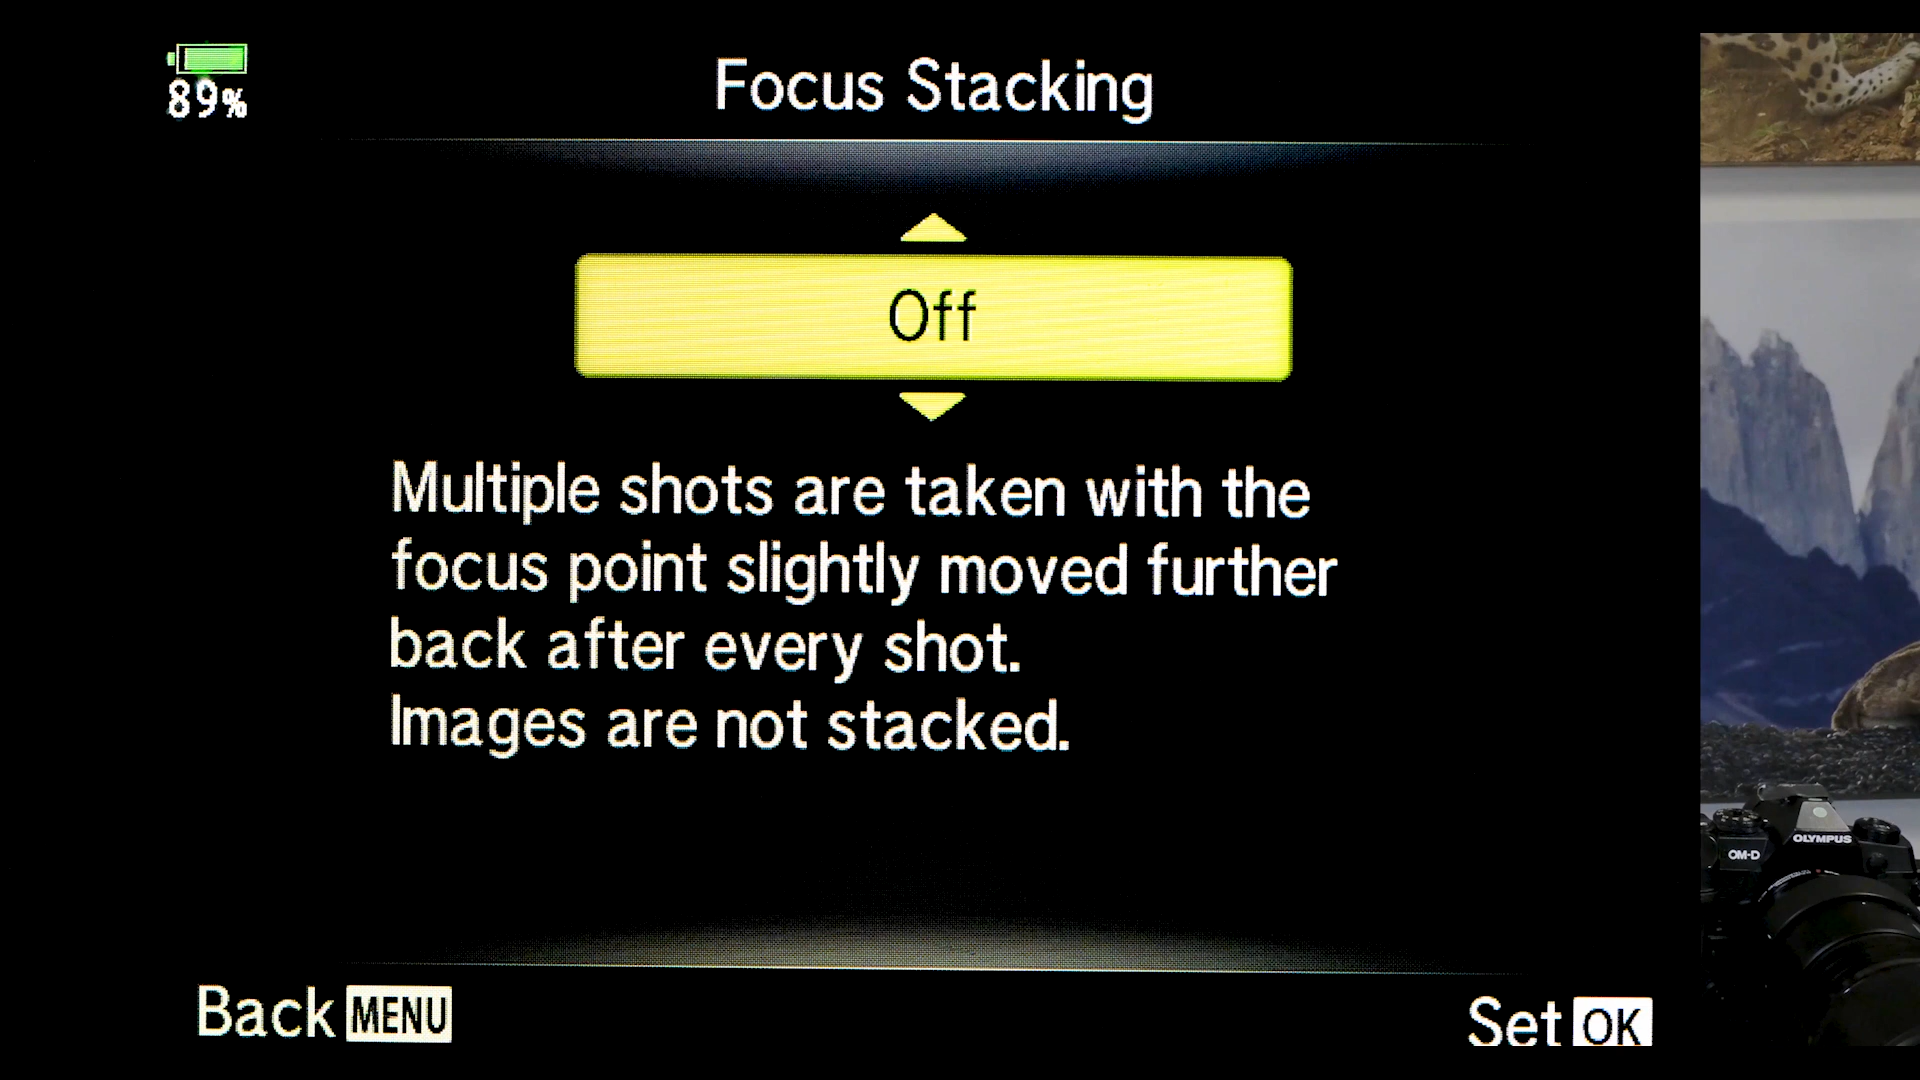 89%
Focus Stacking
Off
Multiple shots are taken with the
focus point slightly moved further
back after every shot.
Images are not stacked.
OLYMPUS
OM-D
Back MENU
Set OK